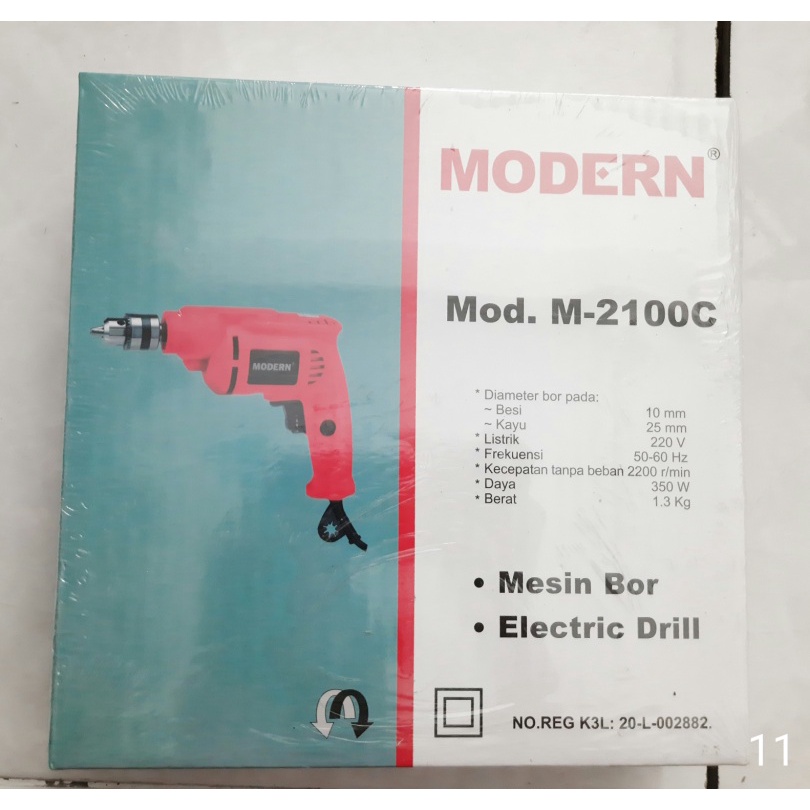 MODERN®
Mod. M-2100C
MODERN
* Diameter bor pada:
~ Besi 10 mm
~ Kayu 25 mm
* Listrik 220 V
* Frekuensi 50-60 Hz
* Kecepatan tanpa beban 2200 r/min
* Daya 350 W
* Berat 1.3 Kg
• Mesin Bor
• Electric Drill
NO.REG K3L: 20-L-002882.
11